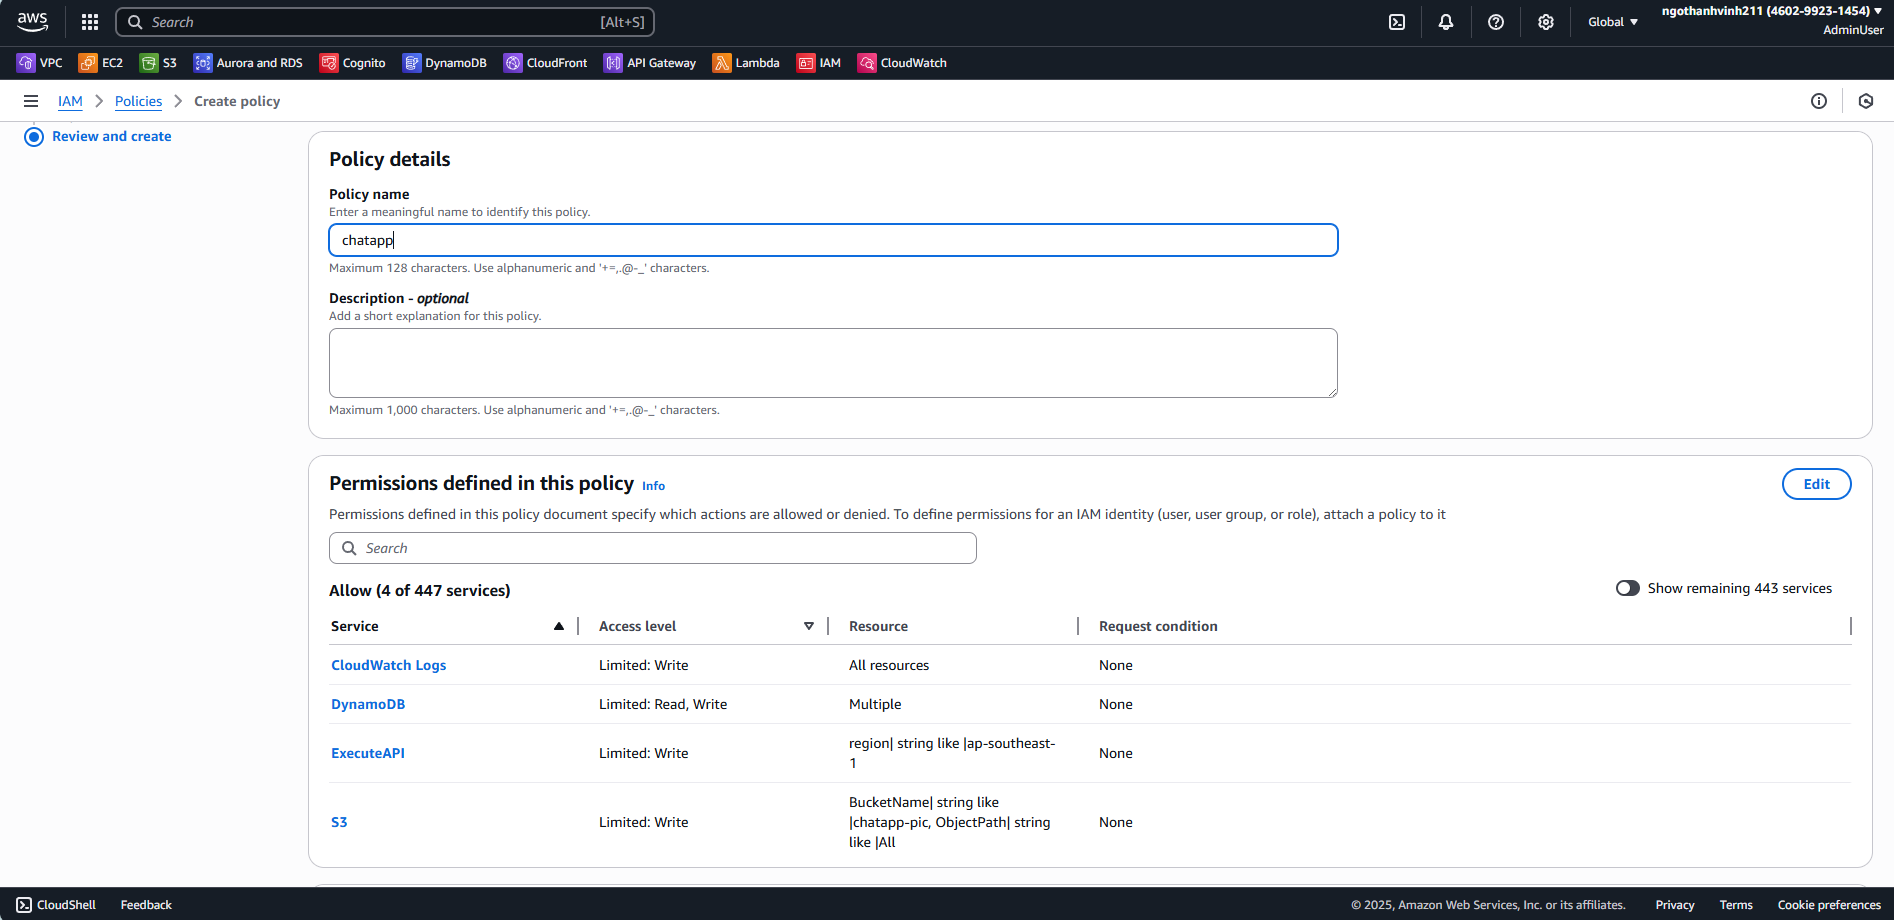 aws
Search [Alt+S]
Global
ngothanhvinh211 (4602-9923-1454)
AdminUser
VPC EC2 S3 Aurora and RDS Cognito DynamoDB CloudFront API Gateway Lambda IAM CloudWatch
IAM Policies Create policy
Review and create
Policy details
Policy name
Enter a meaningful name to identify this policy.
chatapp
Maximum 128 characters. Use alphanumeric and '+=,.@-_' characters.
Description - optional
Add a short explanation for this policy.
Maximum 1,000 characters. Use alphanumeric and '+=,.@-_' characters.
Permissions defined in this policy Info
Edit
Permissions defined in this policy document specify which actions are allowed or denied. To define permissions for an IAM identity (user, user group, or role), attach a policy to it
Search
Allow (4 of 447 services)
Show remaining 443 services
Service Access level Resource Request condition
CloudWatch Logs Limited: Write All resources None
DynamoDB Limited: Read, Write Multiple None
ExecuteAPI Limited: Write region| string like |ap-southeast-
1 None
S3 Limited: Write BucketName| string like
|chatapp-pic, ObjectPath| string
like |All None
CloudShell Feedback
© 2025, Amazon Web Services, Inc. or its affiliates. Privacy Terms Cookie preferences